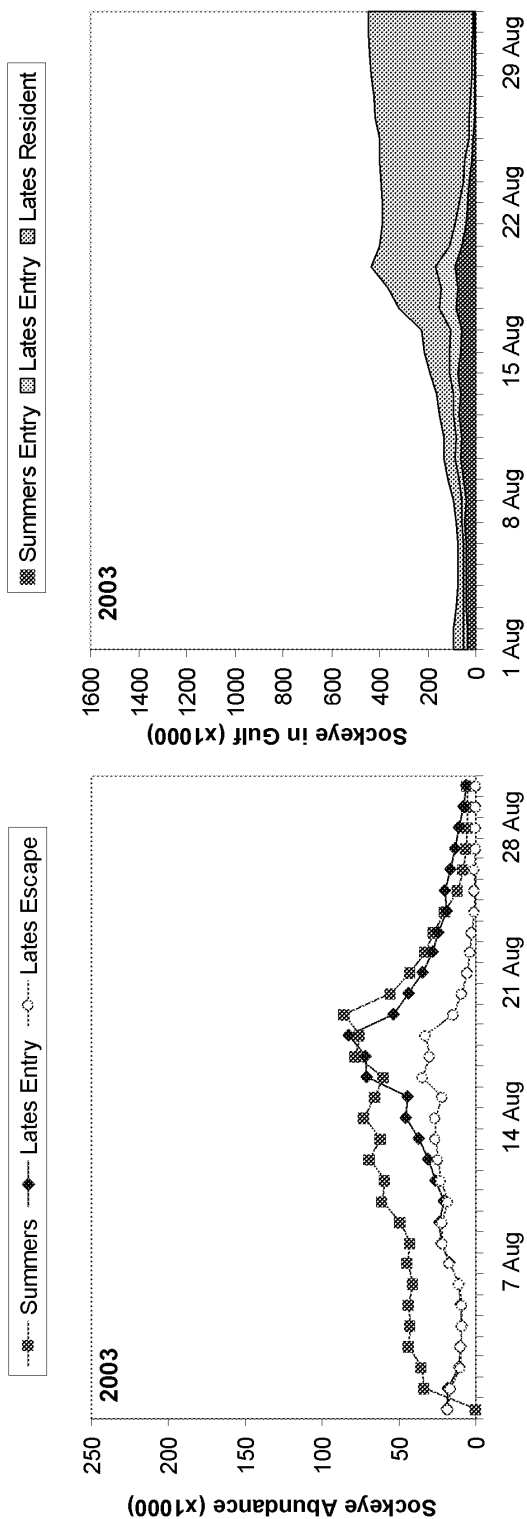 Summers Lates Entry Lates Escape
2003
Sockeye Abundance (x1000)
250
200
150
100
50
0
7 Aug 14 Aug 21 Aug 28 Aug
Summers Entry Lates Entry Lates Resident
2003
Sockeye in Gulf (x1000)
1600
1400
1200
1000
800
600
400
200
0
1 Aug 8 Aug 15 Aug 22 Aug 29 Aug